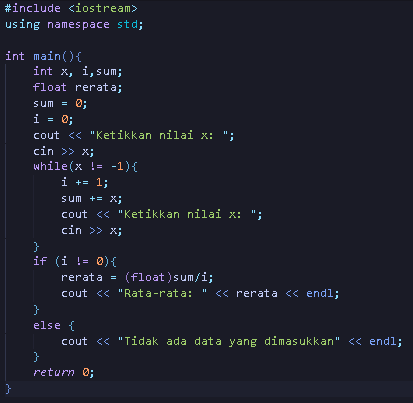 #include <iostream>
using namespace std;
int main(){
int x, i,sum;
float rerata;
sum = 0;
i = 0;
cout << "Ketikkan nilai x: ";
cin >> x;
while(x != -1){
i += 1;
sum += x;
cout << "Ketikkan nilai x: ";
cin >> x;
}
if (i != 0){
rerata = (float)sum/i;
cout << "Rata-rata: " << rerata << endl;
}
else {
cout << "Tidak ada data yang dimasukkan" << endl;
}
return 0;
}